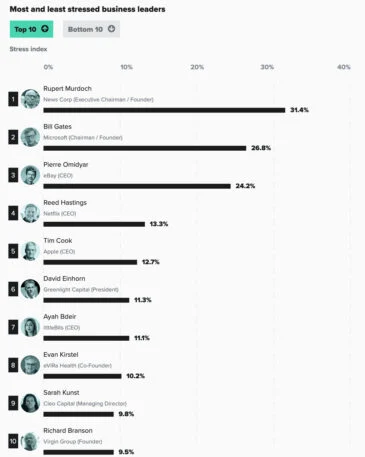 Most and least stressed business leaders
Top 10 Bottom 10
Stress index
0% 10% 20% 30% 40%
Rupert Murdoch
1 News Corp (Executive Chairman / Founder)
31.4%
Bill Gates
2 Microsoft (Chairman / Founder)
26.8%
Pierre Omidyar
3 eBay (CEO)
24.2%
Reed Hastings
4 Netflix (CEO)
13.3%
Tim Cook
5 Apple (CEO)
12.7%
David Einhorn
6 Greenlight Capital (President)
11.3%
Ayah Bdeir
7 littleBits (CEO)
11.1%
Evan Kirstel
8 eViRa Health (Co-Founder)
10.2%
Sarah Kunst
9 Cleo Capital (Managing Director)
9.8%
Richard Branson
10 Virgin Group (Founder)
9.5%